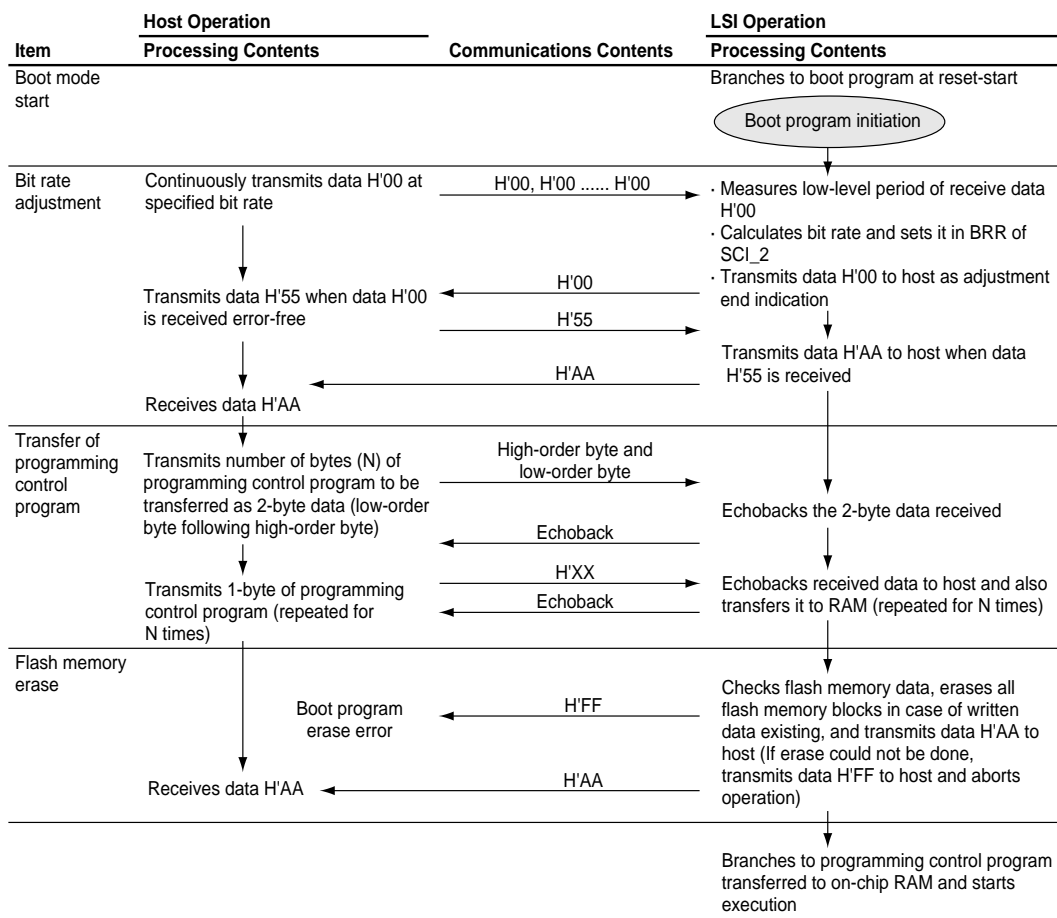 Host Operation
LSI Operation
Item
Processing Contents
Communications Contents
Processing Contents
Boot mode
start
Branches to boot program at reset-start
Boot program initiation
Bit rate
adjustment
Continuously transmits data H'00 at
specified bit rate
H'00, H'00 ...... H'00
· Measures low-level period of receive data
H'00
· Calculates bit rate and sets it in BRR of
SCI_2
· Transmits data H'00 to host as adjustment
end indication
H'00
Transmits data H'55 when data H'00
is received error-free
H'55
Transmits data H'AA to host when data
H'55 is received
H'AA
Receives data H'AA
Transfer of
programming
control
program
Transmits number of bytes (N) of
programming control program to be
transferred as 2-byte data (low-order
byte following high-order byte)
High-order byte and
low-order byte
Echobacks the 2-byte data received
Echoback
Transmits 1-byte of programming
control program (repeated for
N times)
H'XX
Echoback
Echobacks received data to host and also
transfers it to RAM (repeated for N times)
Flash memory
erase
Boot program
erase error
H'FF
Checks flash memory data, erases all
flash memory blocks in case of written
data existing, and transmits data H'AA to
host (If erase could not be done,
transmits data H'FF to host and aborts
operation)
Receives data H'AA
H'AA
Branches to programming control program
transferred to on-chip RAM and starts
execution